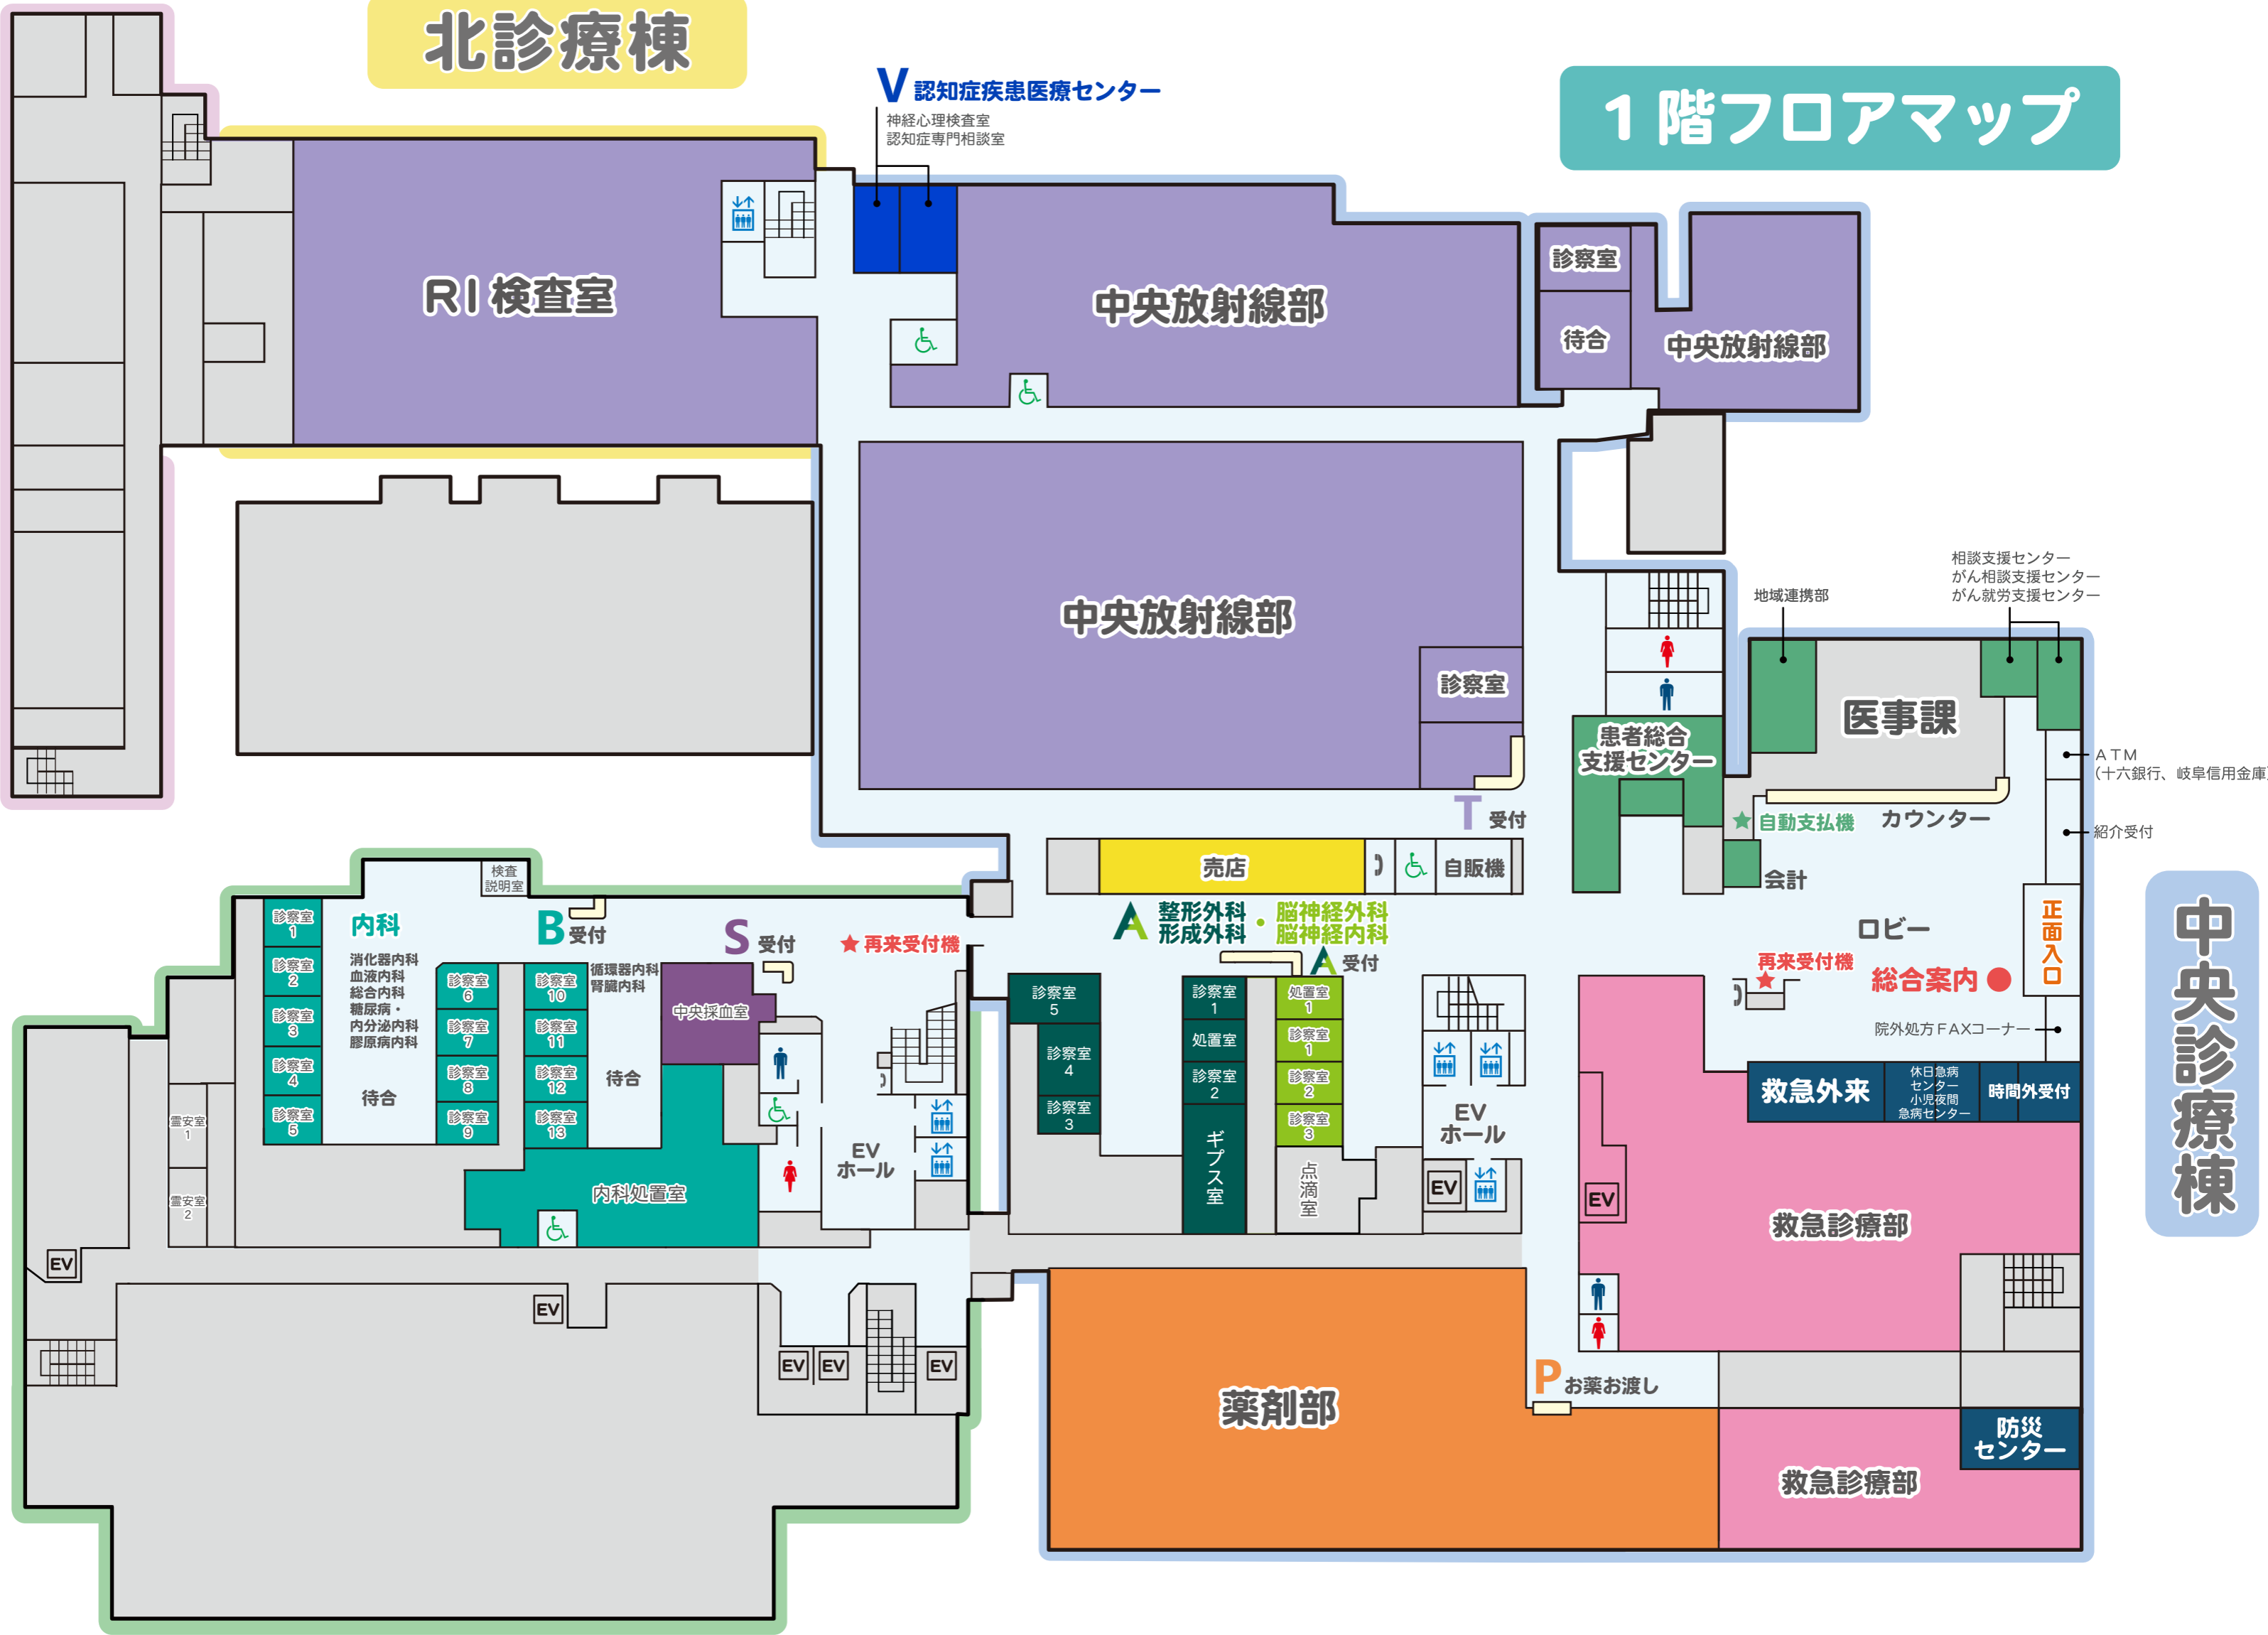 北診療棟
1階フロアマップ
V 認知症疾患医療センター
神経心理検査室
認知症専門相談室
RI検査室
中央放射線部
診察室
待合
中央放射線部
中央放射線部
診察室
T 受付
地域連携部
相談支援センター
がん相談支援センター
がん就労支援センター
医事課
患者総合
支援センター
ATM
(十六銀行、岐阜信用金庫)
★自動支払機
カウンター
紹介受付
会計
売店
自販機
中央診療棟
正面入口
ロビー
再来受付機
★
総合案内
院外処方FAXコーナー
検査
説明室
内科
消化器内科
血液内科
総合内科
糖尿病・
内分泌内科
膠原病内科
待合
B 受付
S 受付
★再来受付機
診察室
1
診察室
2
診察室
3
診察室
4
診察室
5
診察室
6
診察室
7
診察室
8
診察室
9
診察室
10
診察室
11
診察室
12
診察室
13
循環器内科
腎臓内科
待合
中央採血室
内科処置室
霊安室
1
霊安室
2
EV
ホール
A 整形外科
形成外科
・
脳神経外科
脳神経内科
A 受付
診察室
5
診察室
4
診察室
3
診察室
1
処置室
診察室
2
ギプス室
処置室
1
診察室
1
診察室
2
診察室
3
点滴室
EV
ホール
EV
救急外来
休日急病
センター
小児夜間
急病センター
時間外受付
救急診療部
EV
P お薬お渡し
薬剤部
救急診療部
防災
センター
EV
EV
EV
EV
EV